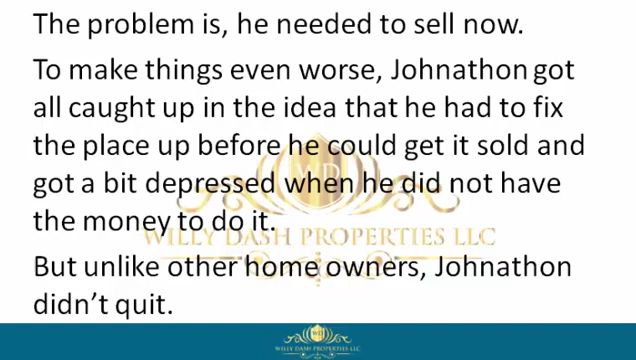 The problem is, he needed to sell now.
To make things even worse, Johnathon got
all caught up in the idea that he had to fix
the place up before he could get it sold and
got a bit depressed when he did not have
the money to do it.
WILLY DASH PROPERTIES LLC
But unlike other home owners, Johnathon
didn’t quit.
WILLY DASH PROPERTIES LLC